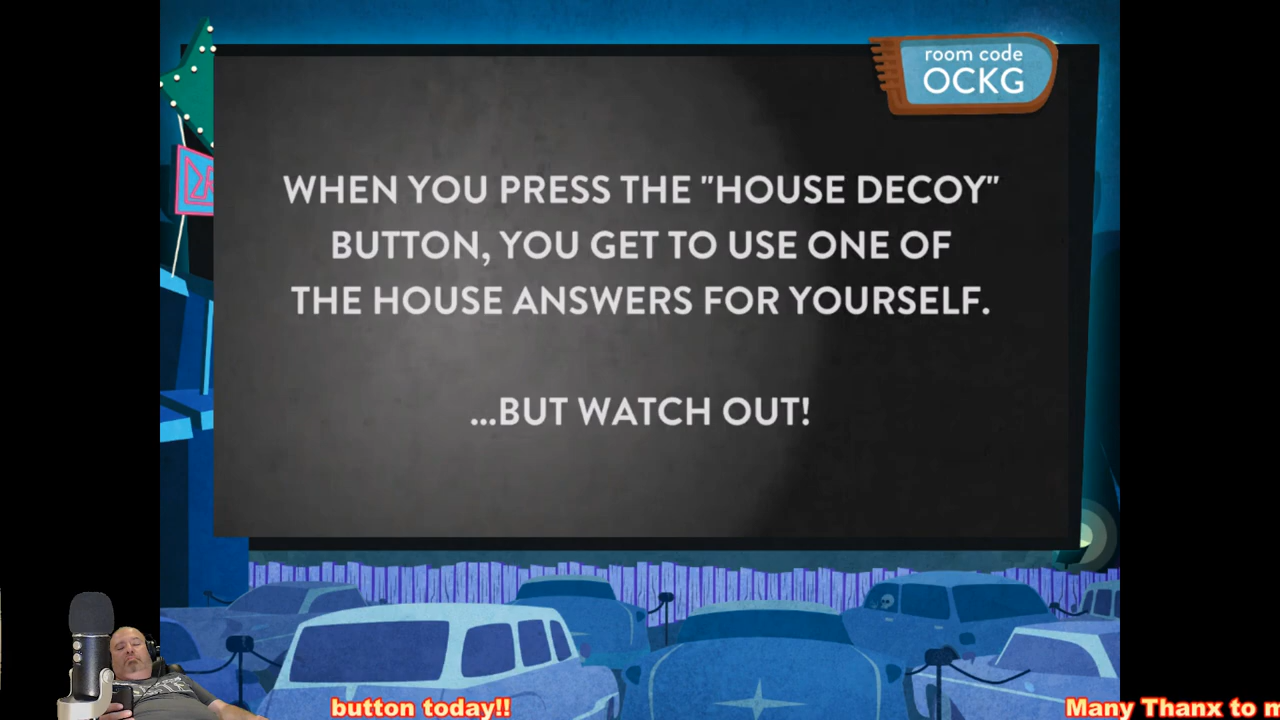 room code
OCKG
WHEN YOU PRESS THE "HOUSE DECOY"
BUTTON, YOU GET TO USE ONE OF
THE HOUSE ANSWERS FOR YOURSELF.
...BUT WATCH OUT!
button today!!
Many Thanx to m